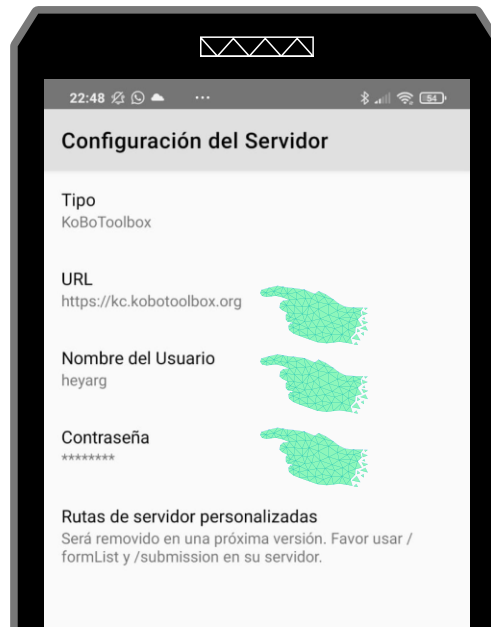 22:48
54
Configuración del Servidor
Tipo
KoBoToolbox
URL
https://kc.kobotoolbox.org
Nombre del Usuario
heyarg
Contraseña
********
Rutas de servidor personalizadas
Será removido en una próxima versión. Favor usar /
formList y /submission en su servidor.